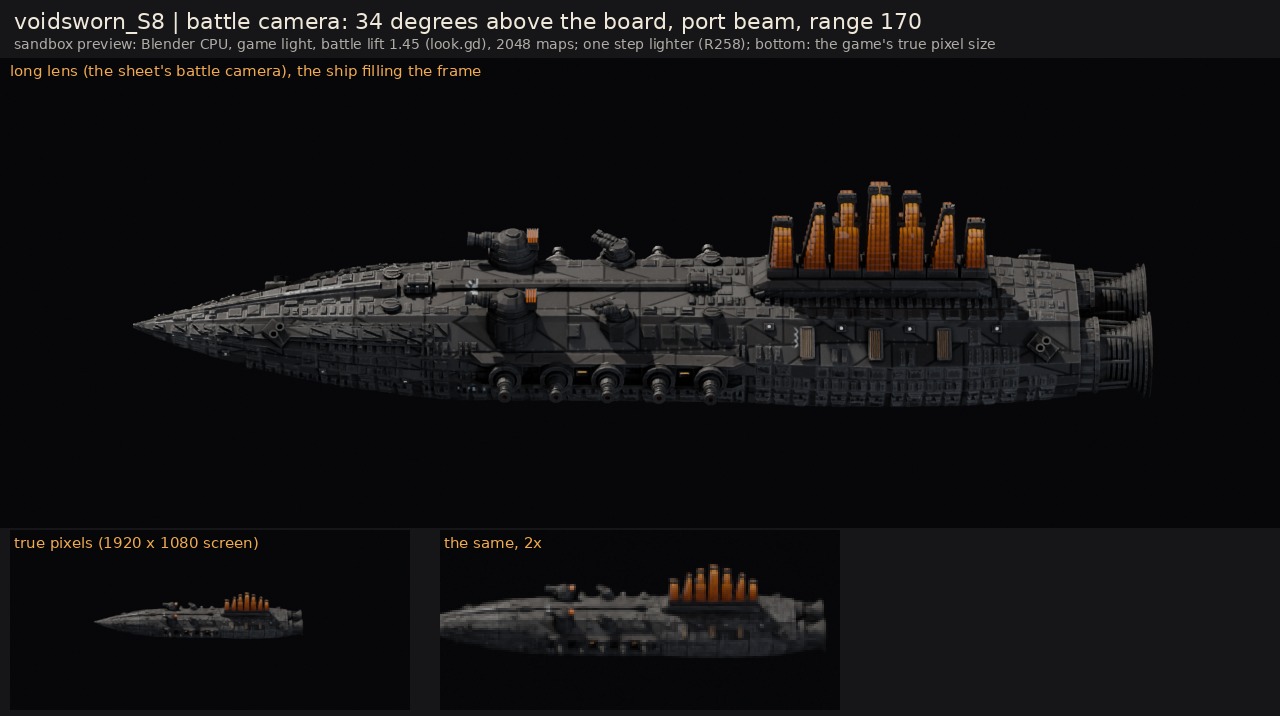 voidsworn_S8 | battle camera: 34 degrees above the board, port beam, range 170
sandbox preview: Blender CPU, game light, battle lift 1.45 (look.gd), 2048 maps; one step lighter (R258); bottom: the game's true pixel size
long lens (the sheet's battle camera), the ship filling the frame
true pixels (1920 x 1080 screen)
the same, 2x